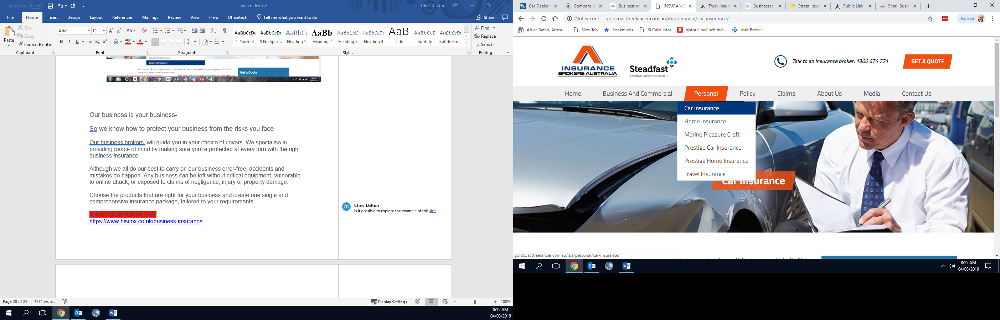 AutoSave Off
web redev vs2
Chris Dalton
File Home Insert Design Layout References Mailings Review View Help Officetech Tell me what you want to do Share
Paste
Cut
Copy
Format Painter
Clipboard
Arial 12
Font
Paragraph
AaBbCcDc AaBbCcDc AaBbCc AaBb AaBbCcD AaBbCcDc AaB AaBbCcD AaBbCcDc
¶ Normal ¶ No Spac... Heading 1 Heading 2 Heading 3 Heading 4 Title Subtitle Subtle Em...
Styles
Find
Replace
Select
Editing
Wholesalers Insurance
Business Insurance
Our clients look to us to guide them in their choice of covers. We specialise in providing peace of mind, and
we all do our best to carry out your work.
Get a Quote
Our business is your business-
So we know how to protect your business from the risks you face
Our business brokers, will guide you in your choice of covers. We specialise in
providing peace of mind by making sure you're protected at every turn with the right
business insurance.
Although we all do our best to carry on our business error-free, accidents and
mistakes do happen. Any business can be left without critical equipment, vulnerable
to online attack, or exposed to claims of negligence, injury or property damage.
Choose the products that are right for your business and create one single and
comprehensive insurance package, tailored to your requirements.
GET YOUR QUOTE NOW
https://www.hiscox.co.uk/business-insurance
CD
Chris Dalton
is it possible to explore the example of this site
Page 28 of 29 4231 words
Display Settings
100%
8:15 AM
04/03/2019
Car Dealer Compare Li Business an INSURANCE Truck Insura Businesses Strata Insur Public Liabil Small Busin
Not secure goldcoastfreelancer.com.au/iba/personal/car-insurance/
Paused
Africa Safari, Africa ... New Tab Bookmarks BI Calculator historic hail belt ind... Visit Broker
INSURANCE
BROKERS AUSTRALIA
Steadfast
STRENGTH WHEN YOU NEED IT
Talk to an insurance broker: 1300 674 771
GET A QUOTE
Home Business And Commercial Personal Policy Claims About Us Media Contact Us
Car Insurance
Home Insurance
Marine Pleasure Craft
Prestige Car Insurance
Prestige Home Insurance
Travel Insurance
Car Insurance
goldcoastfreelancer.com.au/iba/personal/car-insurance/
8:15 AM
04/03/2019